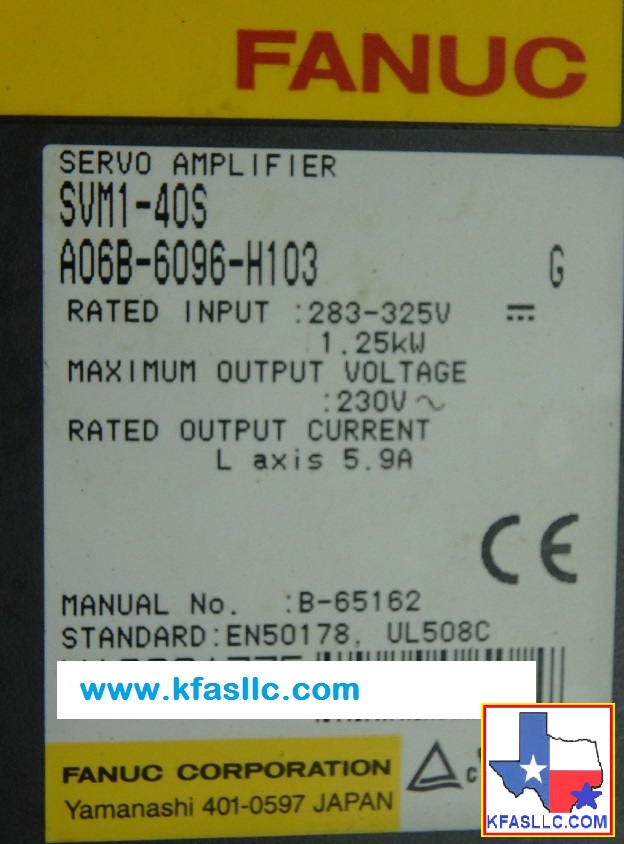 FANUC
SERVO AMPLIFIER
SVM1-40S
A06B-6096-H103 G
RATED INPUT :283-325V ⎓
1.25kW
MAXIMUM OUTPUT VOLTAGE
:230V ~
RATED OUTPUT CURRENT
L axis 5.9A
CE
MANUAL No. :B-65162
STANDARD:EN50178, UL508C
www.kfasllc.com
FANUC CORPORATION
Yamanashi 401-0597 JAPAN
KFASLLC.COM